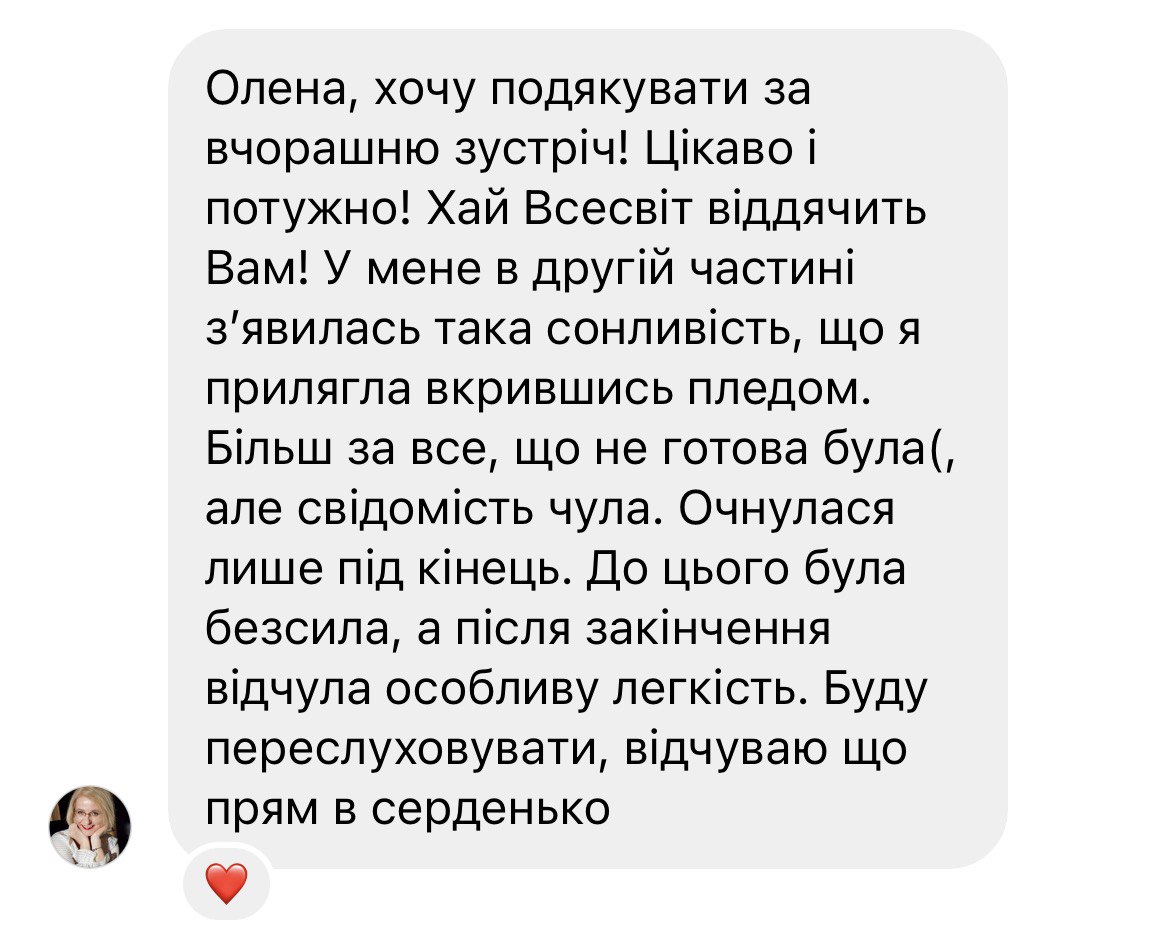 Олена, хочу подякувати за
вчорашню зустріч! Цікаво і
потужно! Хай Всесвіт віддячить
Вам! У мене в другій частині
зʼявилась така сонливість, що я
прилягла вкрившись пледом.
Більш за все, що не готова була(,
але свідомість чула. Очнулася
лише під кінець. До цього була
безсила, а після закінчення
відчула особливу легкість. Буду
переслуховувати, відчуваю що
прям в серденько